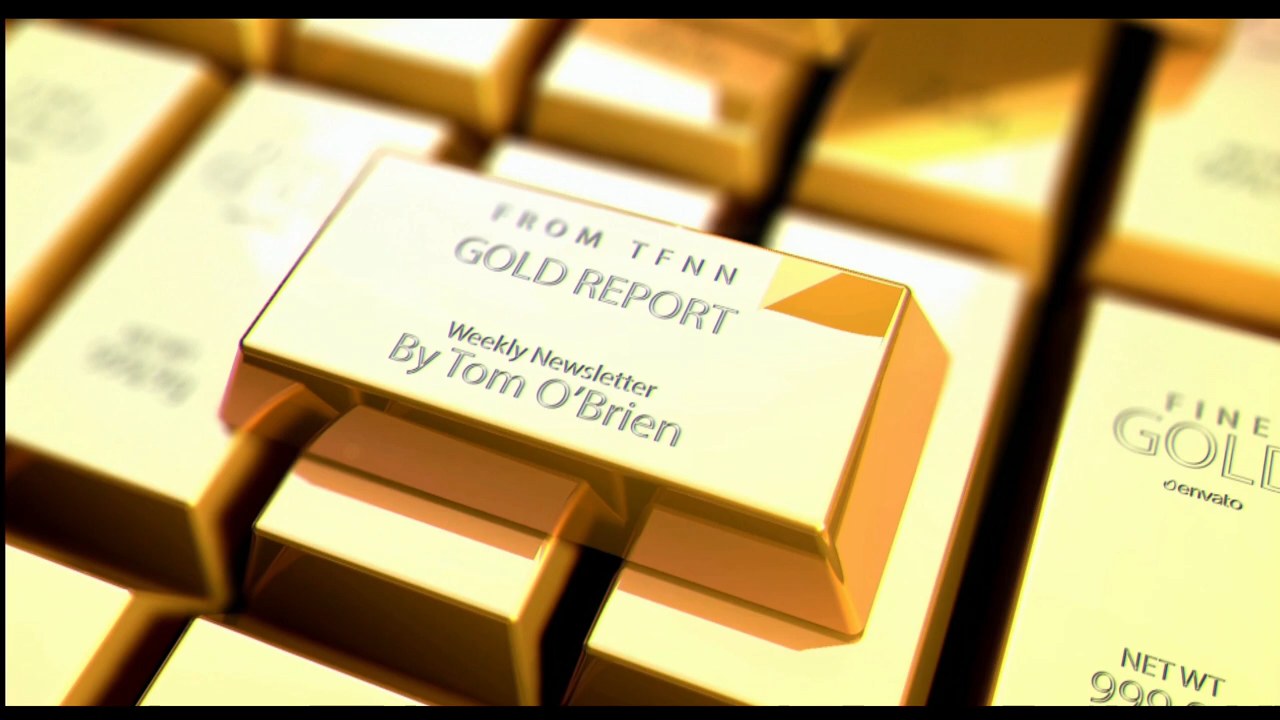 FROM TFNN
GOLD REPORT
Weekly Newsletter
By Tom O'Brien
FINE
GOLD
envato
NET WT